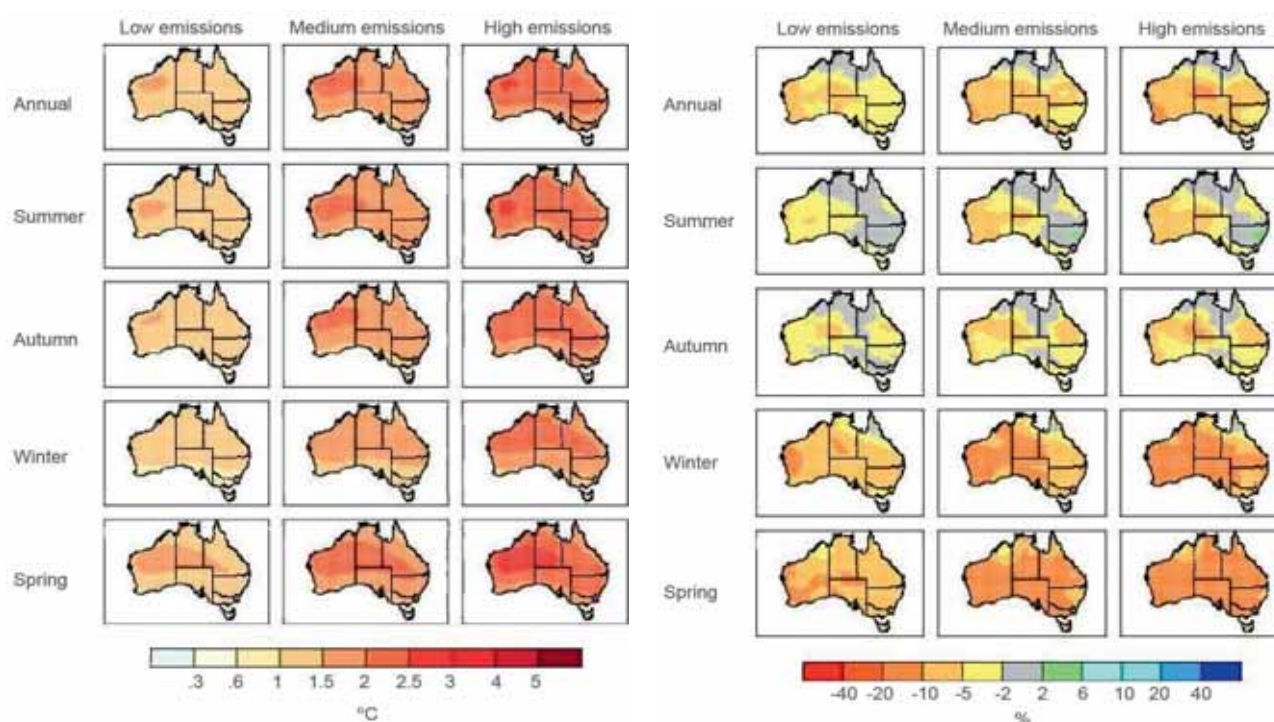 Low emissions Medium emissions High emissions
Annual
Summer
Autumn
Winter
Spring
.3 .6 1 1.5 2 2.5 3 4 5
ºC
Low emissions Medium emissions High emissions
Annual
Summer
Autumn
Winter
Spring
-40 -20 -10 -5 -2 2 6 10 20 40
%